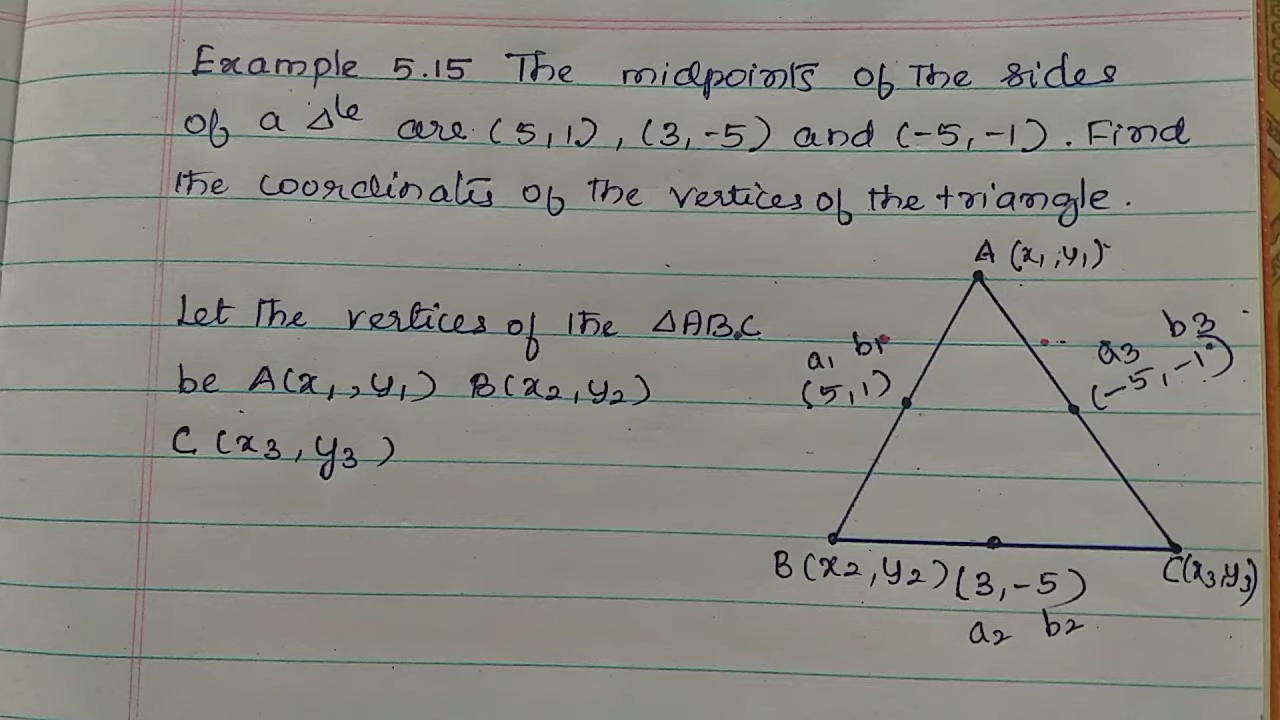 Example 5.15 The midpoints of The sides
of a Δle are (5,1), (3,-5) and (-5,-1). Find
the coordinates of the vertices of the triangle.
A (x₁,y₁)
Let The vertices of the ΔABC
be A(x₁,y₁) B(x₂,y₂)
C (x₃,y₃)
a₁ b₁
(5,1)
a₃ b₃
(-5,-1)
B(x₂,y₂) (3,-5) C(x₃,y₃)
a₂ b₂